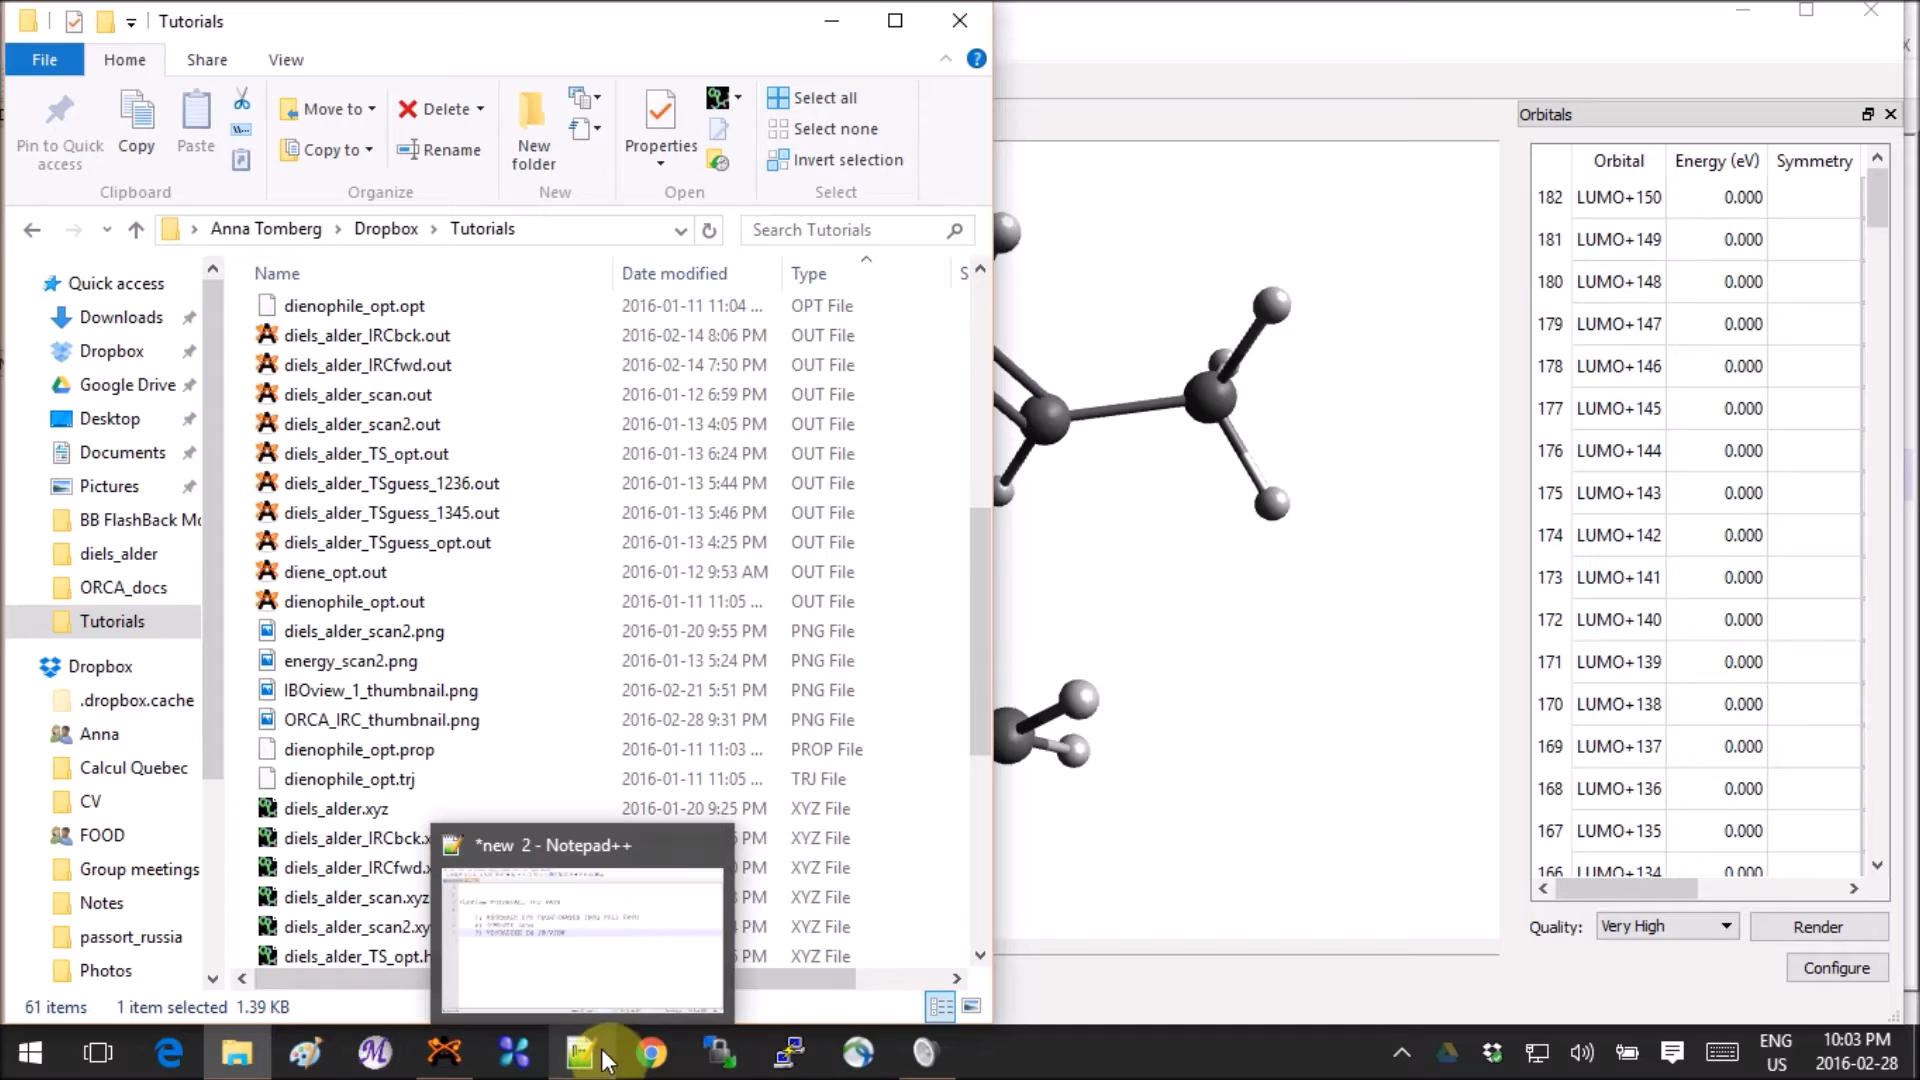 Tutorials
File Home Share View
Pin to Quick access
Copy
Paste
Move to
Copy to
Delete
Rename
New folder
Properties
Select all
Select none
Invert selection
Clipboard Organize New Open Select
Anna Tomberg > Dropbox > Tutorials
Search Tutorials
Quick access
Downloads
Dropbox
Google Drive
Desktop
Documents
Pictures
BB FlashBack Mo
diels_alder
ORCA_docs
Tutorials
Dropbox
.dropbox.cache
Anna
Calcul Quebec
CV
FOOD
Group meetings
Notes
passort_russia
Photos
Name Date modified Type S
dienophile_opt.opt 2016-01-11 11:04 ... OPT File
diels_alder_IRCbck.out 2016-02-14 8:06 PM OUT File
diels_alder_IRCfwd.out 2016-02-14 7:50 PM OUT File
diels_alder_scan.out 2016-01-12 6:59 PM OUT File
diels_alder_scan2.out 2016-01-13 4:05 PM OUT File
diels_alder_TS_opt.out 2016-01-13 6:24 PM OUT File
diels_alder_TSguess_1236.out 2016-01-13 5:44 PM OUT File
diels_alder_TSguess_1345.out 2016-01-13 5:46 PM OUT File
diels_alder_TSguess_opt.out 2016-01-13 4:25 PM OUT File
diene_opt.out 2016-01-12 9:53 AM OUT File
dienophile_opt.out 2016-01-11 11:05 ... OUT File
diels_alder_scan2.png 2016-01-20 9:55 PM PNG File
energy_scan2.png 2016-01-13 5:24 PM PNG File
IBOview_1_thumbnail.png 2016-02-21 5:51 PM PNG File
ORCA_IRC_thumbnail.png 2016-02-28 9:31 PM PNG File
dienophile_opt.prop 2016-01-11 11:03 ... PROP File
dienophile_opt.trj 2016-01-11 11:05 ... TRJ File
diels_alder.xyz 2016-01-20 9:25 PM XYZ File
diels_alder_IRCbck.x PM XYZ File
diels_alder_IRCfwd.x PM XYZ File
diels_alder_scan.xyz PM XYZ File
diels_alder_scan2.xy PM XYZ File
diels_alder_TS_opt.h PM XYZ File
*new 2 - Notepad++
61 items 1 item selected 1.39 KB
Orbitals
Orbital Energy (eV) Symmetry
182 LUMO+150 0.000
181 LUMO+149 0.000
180 LUMO+148 0.000
179 LUMO+147 0.000
178 LUMO+146 0.000
177 LUMO+145 0.000
176 LUMO+144 0.000
175 LUMO+143 0.000
174 LUMO+142 0.000
173 LUMO+141 0.000
172 LUMO+140 0.000
171 LUMO+139 0.000
170 LUMO+138 0.000
169 LUMO+137 0.000
168 LUMO+136 0.000
167 LUMO+135 0.000
166 LUMO+134 0.000
Quality: Very High Render
Configure
ENG US
10:03 PM
2016-02-28